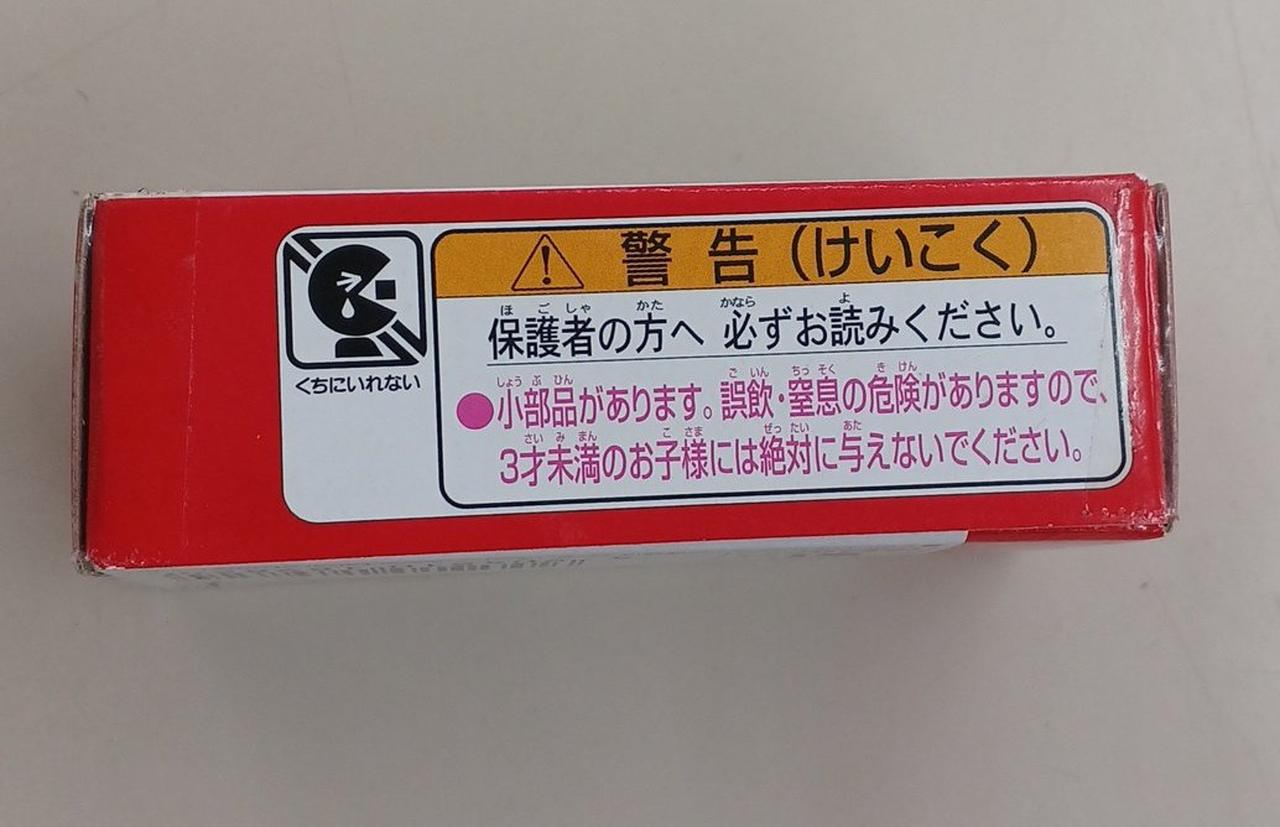 警告（けいこく）
保護者の方へ 必ずお読みください。
●小部品があります。誤飲・窒息の危険がありますので、
3才未満のお子様には絶対に与えないでください。
くちにいれない